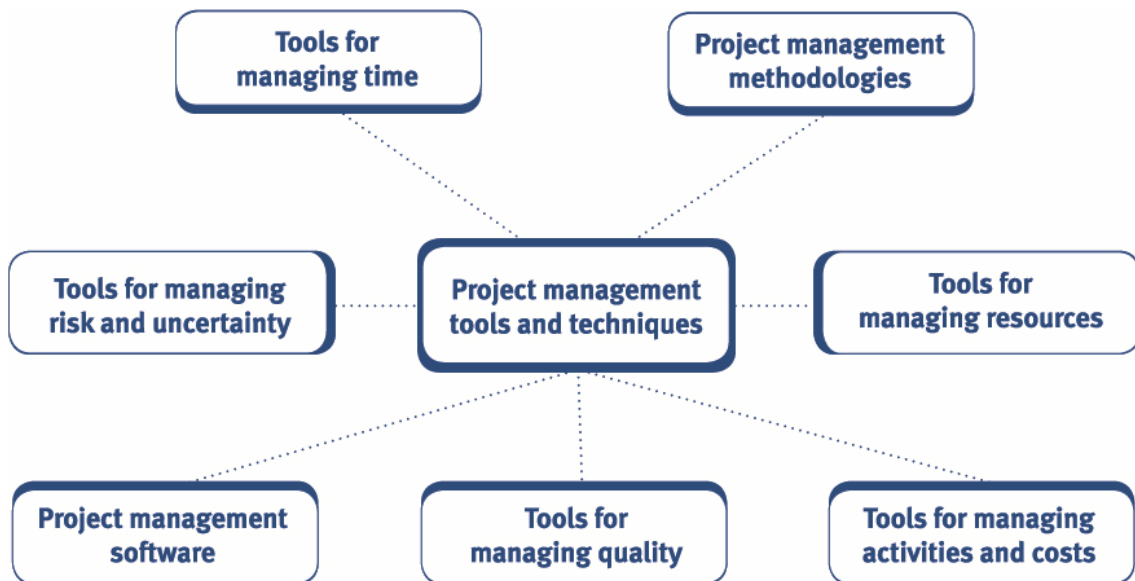 Tools for
managing time
Project management
methodologies
Tools for managing
risk and uncertainty
Project management
tools and techniques
Tools for
managing resources
Project management
software
Tools for
managing quality
Tools for managing
activities and costs